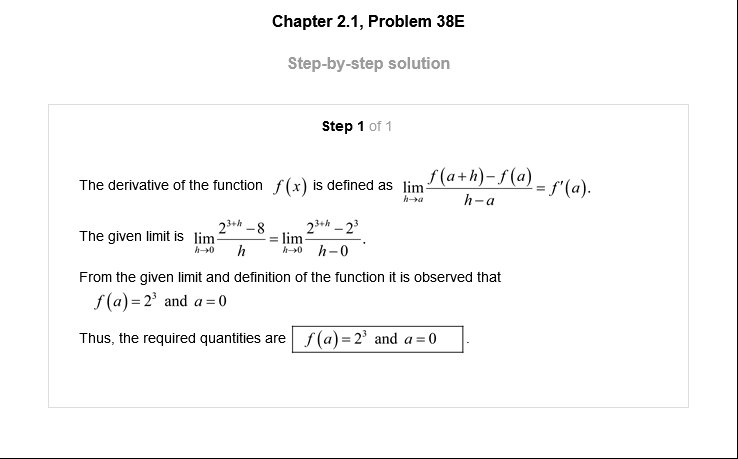 Chapter 2.1, Problem 38E
Step-by-step solution
Step 1 of 1
The derivative of the function f(x) is defined as lim_{h→a} \frac{f(a+h)−f(a)}{h−a} = f'(a).
The given limit is lim_{h→0} \frac{2^{3+h}−8}{h} = lim_{h→0} \frac{2^{3+h}−2^3}{h−0}.
From the given limit and definition of the function it is observed that
f(a) = 2^3 and a = 0
Thus, the required quantities are f(a) = 2^3 and a = 0.